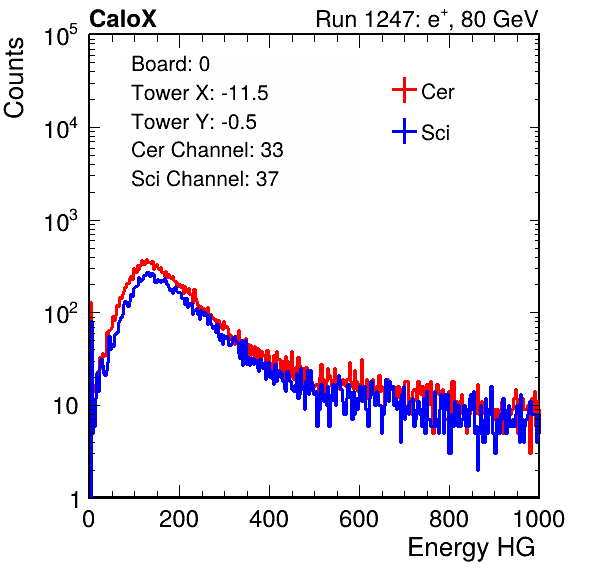 CaloX Run 1247: e⁺, 80 GeV
Counts
10⁵
10⁴
10³
10²
10
1
Board: 0
Tower X: -11.5
Tower Y: -0.5
Cer Channel: 33
Sci Channel: 37
Cer
Sci
0 200 400 600 800 1000
Energy HG